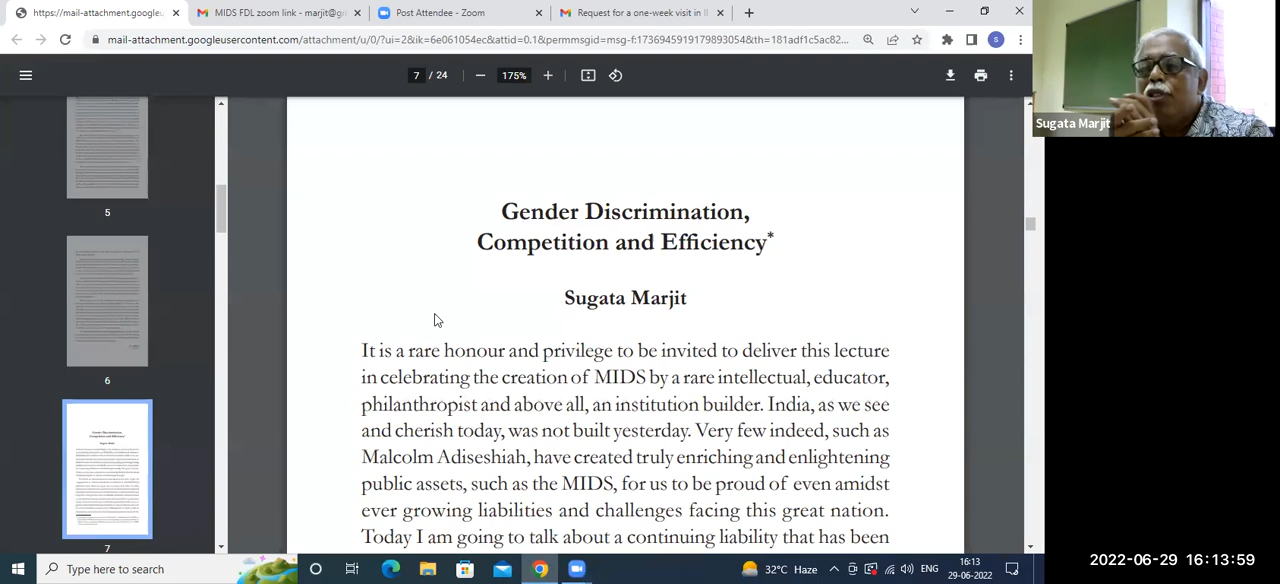 https://mail-attachment.google
MIDS FDL zoom link - marjit@g
Post Attendee - Zoom
Request for a one-week visit in I
mail-attachment.googleusercontent.com/attachment/u/0/?ui=2&ik=6e061054ec&attid=0.1&permmsgid=msg-f:1736945919179893054&th=181adf1c5ac82...
S
7 / 24
175%
Sugata Marjit
5
6
7
Gender Discrimination,
Competition and Efficiency*
Sugata Marjit
It is a rare honour and privilege to be invited to deliver this lecture
in celebrating the creation of MIDS by a rare intellectual, educator,
philanthropist and above all, an institution builder. India, as we see
and cherish today, was not built yesterday. Very few indeed, such as
Malcolm Adiseshiah, have created truly enriching and enlightening
public assets, such as the MIDS, for us to be proud of even amidst
ever growing liabilities and challenges facing this great nation.
Today I am going to talk about a continuing liability that has been
Type here to search
32°C Haze
ENG
16:13
29-06-2022
2022-06-29 16:13:59